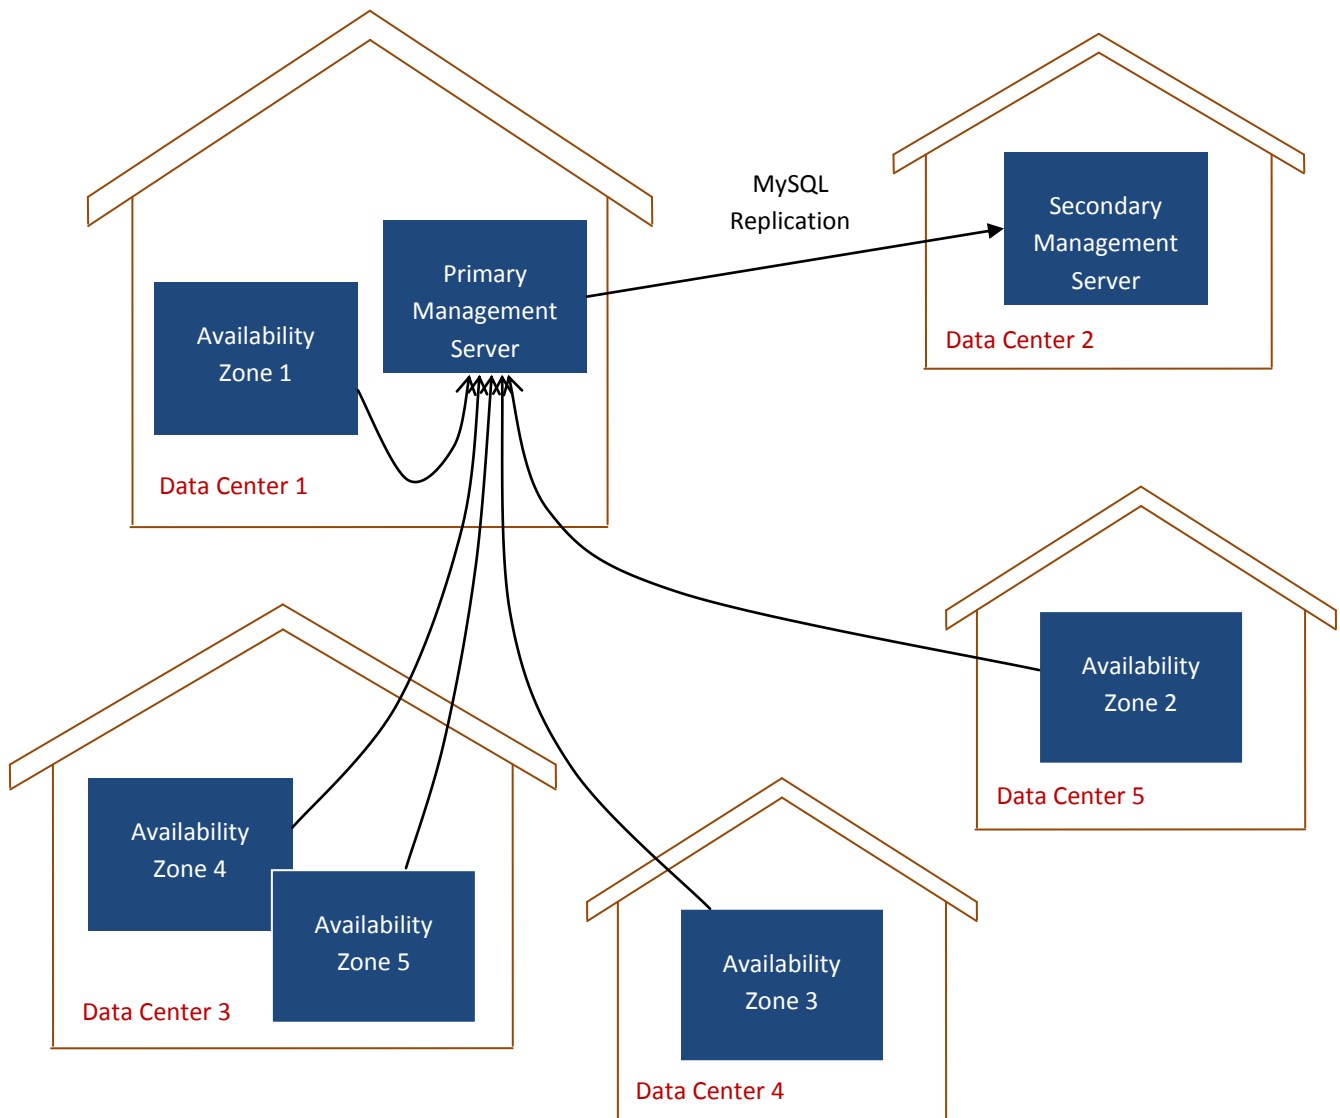 MySQL
Replication
Secondary
Management
Server
Primary
Management
Server
Availability
Zone 1
Data Center 2
Data Center 1
Availability
Zone 2
Data Center 5
Availability
Zone 4
Availability
Zone 5
Data Center 3
Availability
Zone 3
Data Center 4